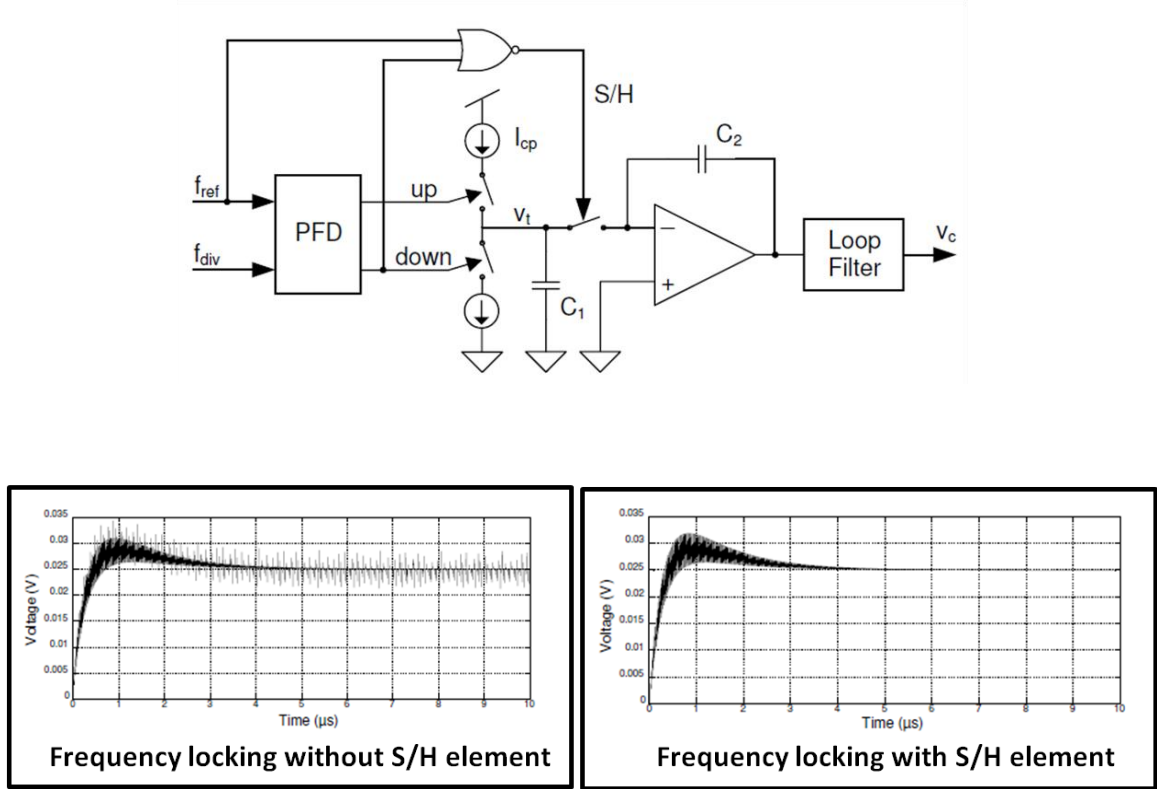 S/H
C2
Icp
fref
up
vt
PFD
Loop
Filter
vc
fdiv
down
C1
−
+
0.035
0.03
0.025
0.02
0.015
0.01
0.005
0
Voltage (V)
0 1 2 3 4 5 6 7 8 9 10
Time (µs)
Frequency locking without S/H element
0.035
0.03
0.025
0.02
0.015
0.01
0.005
0
Voltage (V)
0 1 2 3 4 5 6 7 8 9 10
Time (µs)
Frequency locking with S/H element